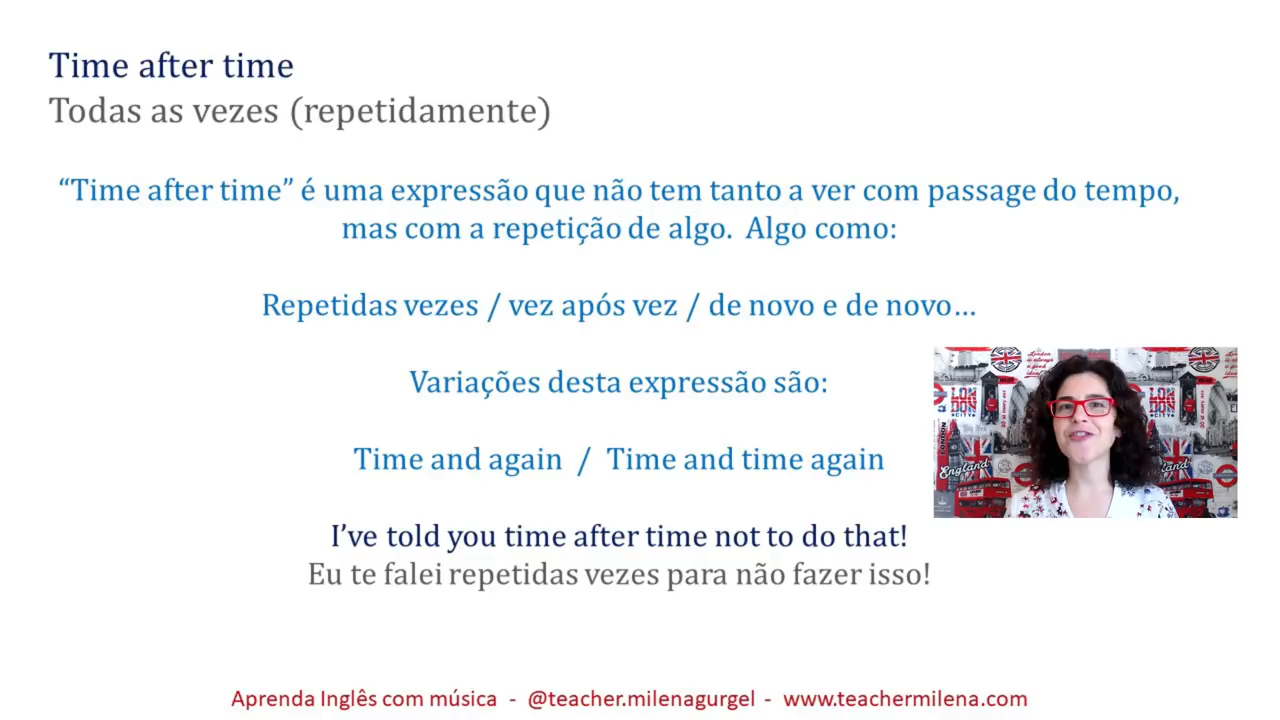 Time after time
Todas as vezes (repetidamente)
“Time after time” é uma expressão que não tem tanto a ver com passage do tempo,
mas com a repetição de algo.  Algo como:
Repetidas vezes / vez após vez / de novo e de novo…
Variações desta expressão são:
Time and again  /  Time and time again
I’ve told you time after time not to do that!
Eu te falei repetidas vezes para não fazer isso!
LONDON CITY
England
LONDON
Aprenda Inglês com música  -  @teacher.milenagurgel -  www.teachermilena.com